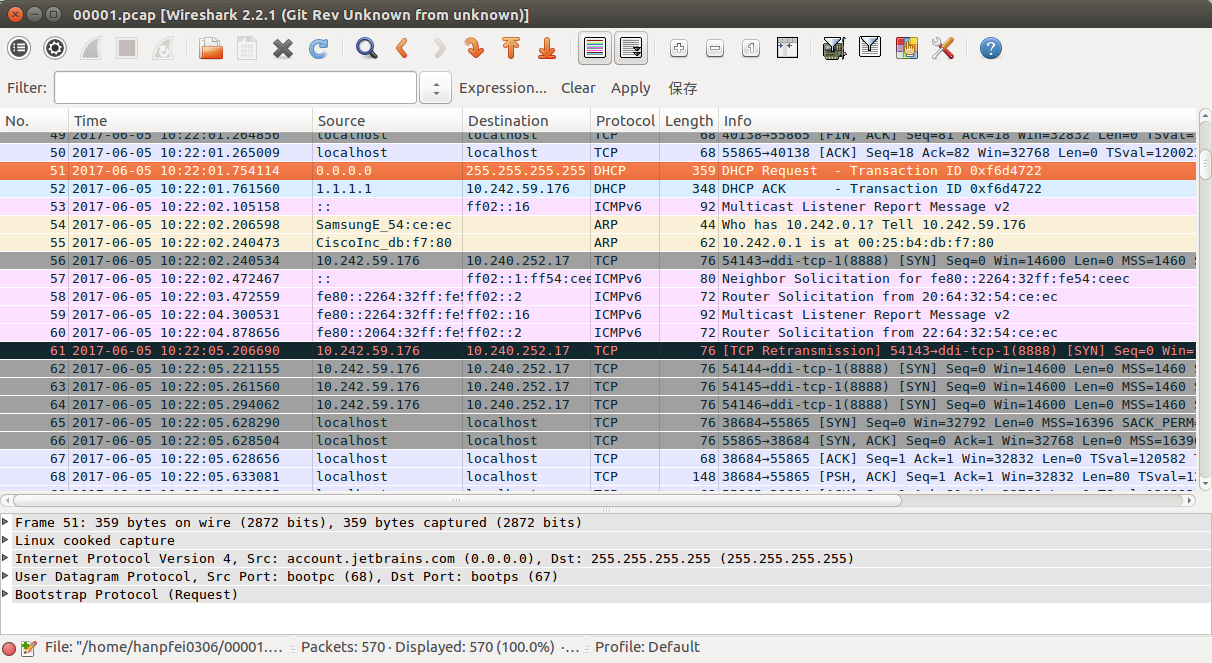 00001.pcap [Wireshark 2.2.1 (Git Rev Unknown from unknown)]
Filter: Expression... Clear Apply 保存
No. Time Source Destination Protocol Length Info
49 2017-06-05 10:22:01.264856 localhost localhost TCP 68 40138→55865 [FIN, ACK] Seq=81 Ack=18 Win=32832 Len=0 TSval=
50 2017-06-05 10:22:01.265009 localhost localhost TCP 68 55865→40138 [ACK] Seq=18 Ack=82 Win=32768 Len=0 TSval=12002
51 2017-06-05 10:22:01.754114 0.0.0.0 255.255.255.255 DHCP 359 DHCP Request - Transaction ID 0xf6d4722
52 2017-06-05 10:22:01.761560 1.1.1.1 10.242.59.176 DHCP 348 DHCP ACK - Transaction ID 0xf6d4722
53 2017-06-05 10:22:02.105158 :: ff02::16 ICMPv6 92 Multicast Listener Report Message v2
54 2017-06-05 10:22:02.206598 SamsungE_54:ce:ec ARP 44 Who has 10.242.0.1? Tell 10.242.59.176
55 2017-06-05 10:22:02.240473 CiscoInc_db:f7:80 ARP 62 10.242.0.1 is at 00:25:b4:db:f7:80
56 2017-06-05 10:22:02.240534 10.242.59.176 10.240.252.17 TCP 76 54143→ddi-tcp-1(8888) [SYN] Seq=0 Win=14600 Len=0 MSS=1460 S
57 2017-06-05 10:22:02.472467 :: ff02::1:ff54:cee ICMPv6 80 Neighbor Solicitation for fe80::2264:32ff:fe54:ceec
58 2017-06-05 10:22:03.472559 fe80::2264:32ff:fe5 ff02::2 ICMPv6 72 Router Solicitation from 20:64:32:54:ce:ec
59 2017-06-05 10:22:04.300531 fe80::2264:32ff:fe5 ff02::16 ICMPv6 92 Multicast Listener Report Message v2
60 2017-06-05 10:22:04.878656 fe80::2064:32ff:fe5 ff02::2 ICMPv6 72 Router Solicitation from 22:64:32:54:ce:ec
61 2017-06-05 10:22:05.206690 10.242.59.176 10.240.252.17 TCP 76 [TCP Retransmission] 54143→ddi-tcp-1(8888) [SYN] Seq=0 Win=
62 2017-06-05 10:22:05.221155 10.242.59.176 10.240.252.17 TCP 76 54144→ddi-tcp-1(8888) [SYN] Seq=0 Win=14600 Len=0 MSS=1460 S
63 2017-06-05 10:22:05.261560 10.242.59.176 10.240.252.17 TCP 76 54145→ddi-tcp-1(8888) [SYN] Seq=0 Win=14600 Len=0 MSS=1460 S
64 2017-06-05 10:22:05.294062 10.242.59.176 10.240.252.17 TCP 76 54146→ddi-tcp-1(8888) [SYN] Seq=0 Win=14600 Len=0 MSS=1460 S
65 2017-06-05 10:22:05.628290 localhost localhost TCP 76 38684→55865 [SYN] Seq=0 Win=32792 Len=0 MSS=16396 SACK_PERM=
66 2017-06-05 10:22:05.628504 localhost localhost TCP 76 55865→38684 [SYN, ACK] Seq=0 Ack=1 Win=32768 Len=0 MSS=16396
67 2017-06-05 10:22:05.628656 localhost localhost TCP 68 38684→55865 [ACK] Seq=1 Ack=1 Win=32832 Len=0 TSval=120582 T
68 2017-06-05 10:22:05.633081 localhost localhost TCP 148 38684→55865 [PSH, ACK] Seq=1 Ack=1 Win=32832 Len=80 TSval=12
Frame 51: 359 bytes on wire (2872 bits), 359 bytes captured (2872 bits)
Linux cooked capture
Internet Protocol Version 4, Src: account.jetbrains.com (0.0.0.0), Dst: 255.255.255.255 (255.255.255.255)
User Datagram Protocol, Src Port: bootpc (68), Dst Port: bootps (67)
Bootstrap Protocol (Request)
File: "/home/hanpfei0306/00001.... Packets: 570 · Displayed: 570 (100.0%) ·... Profile: Default